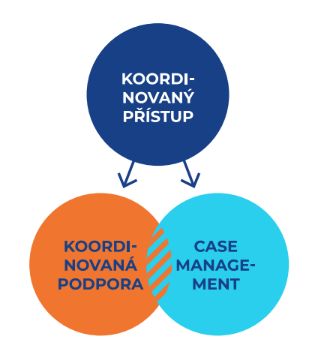 KOORDI-
NOVANÝ
PŘÍSTUP
KOORDI-
NOVANÁ
PODPORA
CASE
MANAGE-
MENT